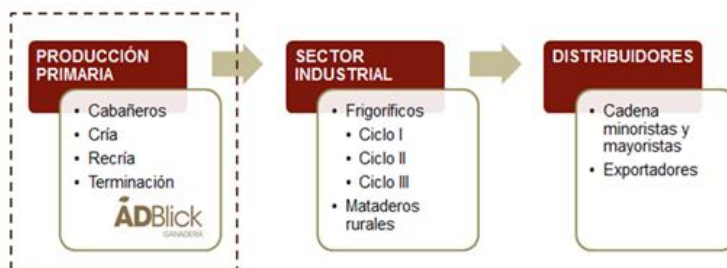 PRODUCCIÓN
PRIMARIA
• Cabañeros
• Cría
• Recría
• Terminación
ADBlick
GANADERÍA
SECTOR
INDUSTRIAL
• Frigoríficos
• Ciclo I
• Ciclo II
• Ciclo III
• Mataderos
rurales
DISTRIBUIDORES
• Cadena
minoristas y
mayoristas
• Exportadores